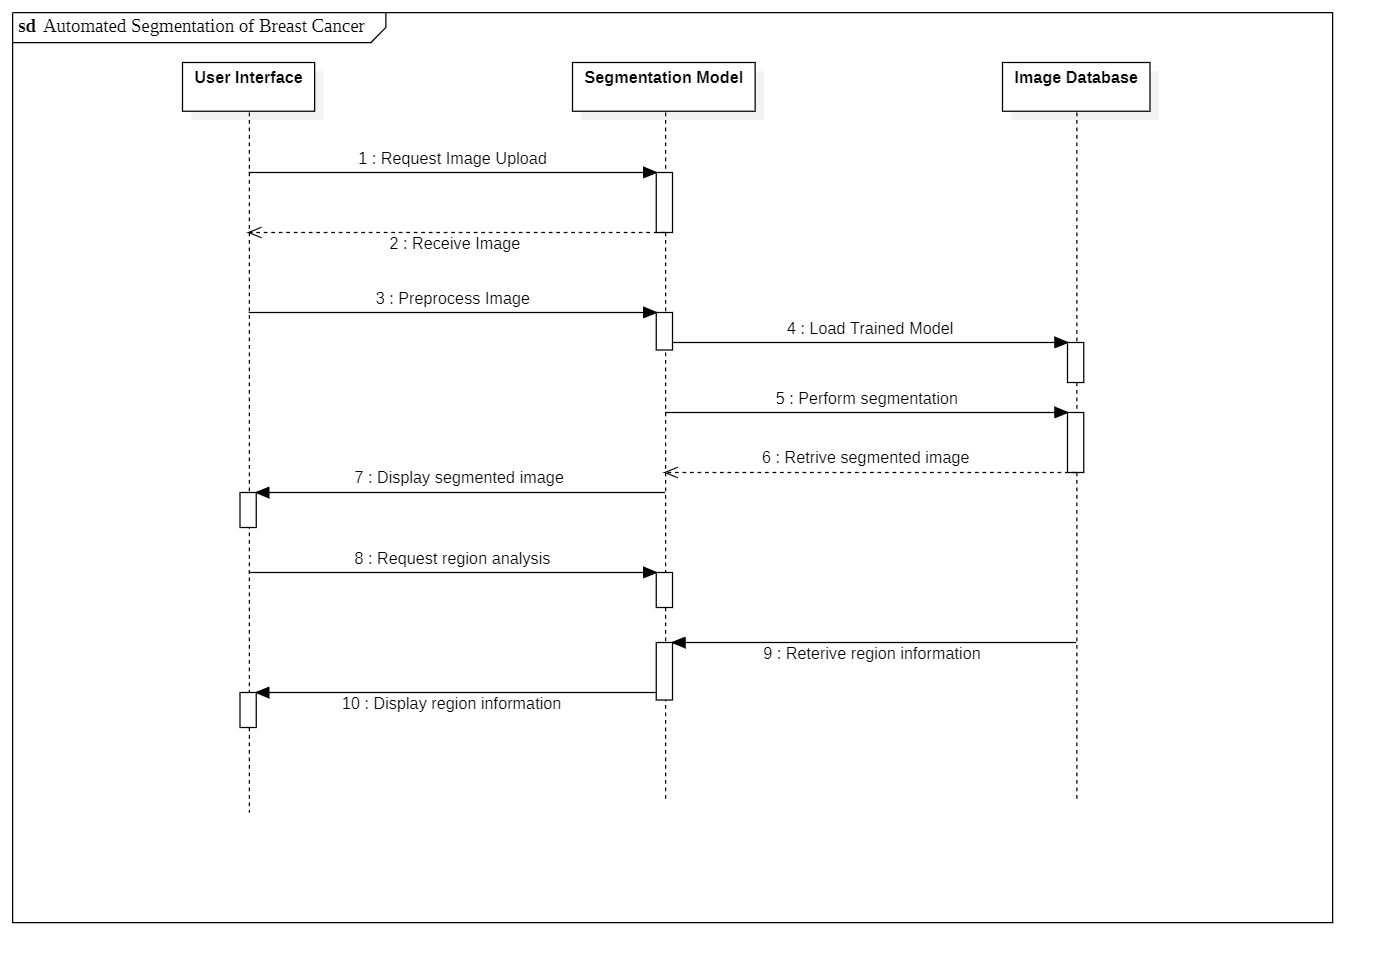 sd Automated Segmentation of Breast Cancer
User Interface
Segmentation Model
Image Database
1 : Request Image Upload
2 : Receive Image
3 : Preprocess Image
4 : Load Trained Model
5 : Perform segmentation
6 : Retrive segmented image
7 : Display segmented image
8 : Request region analysis
9 : Reterive region information
10 : Display region information